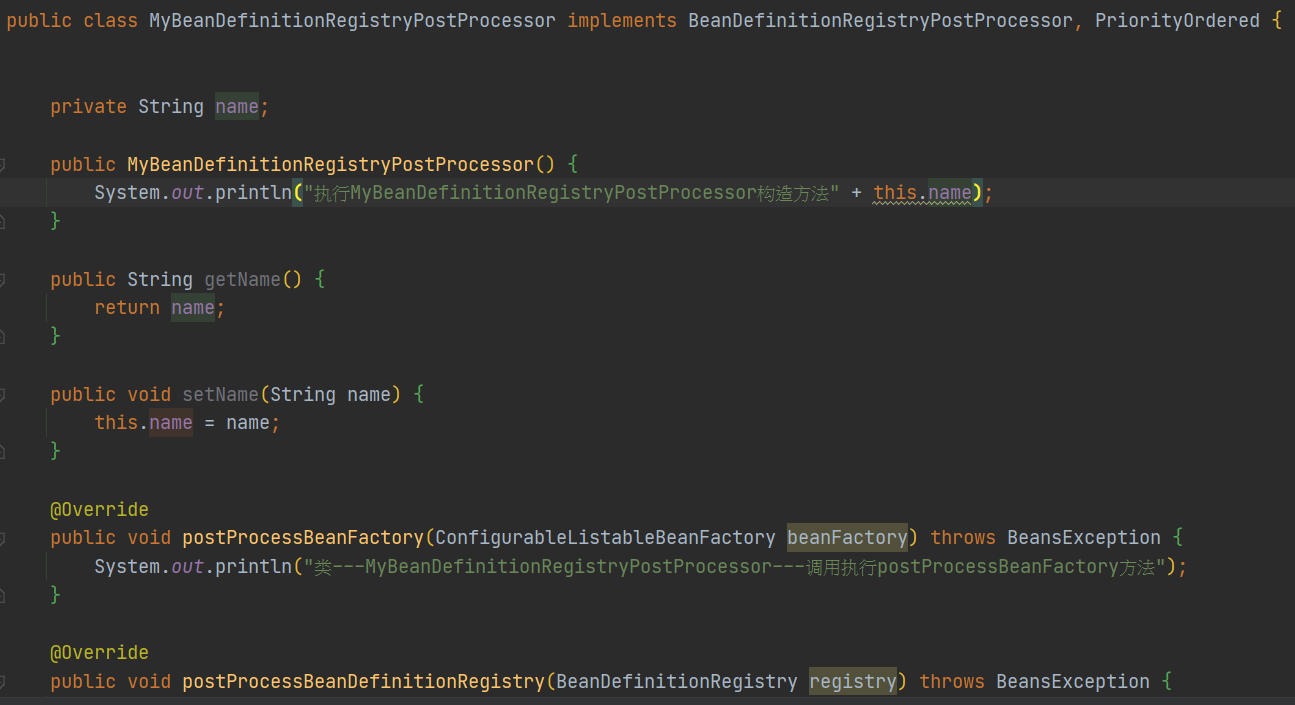 public class MyBeanDefinitionRegistryPostProcessor implements BeanDefinitionRegistryPostProcessor, PriorityOrdered {
private String name;
public MyBeanDefinitionRegistryPostProcessor() {
System.out.println("执行MyBeanDefinitionRegistryPostProcessor构造方法" + this.name);
}
public String getName() {
return name;
}
public void setName(String name) {
this.name = name;
}
@Override
public void postProcessBeanFactory(ConfigurableListableBeanFactory beanFactory) throws BeansException {
System.out.println("类---MyBeanDefinitionRegistryPostProcessor---调用执行postProcessBeanFactory方法");
}
@Override
public void postProcessBeanDefinitionRegistry(BeanDefinitionRegistry registry) throws BeansException {